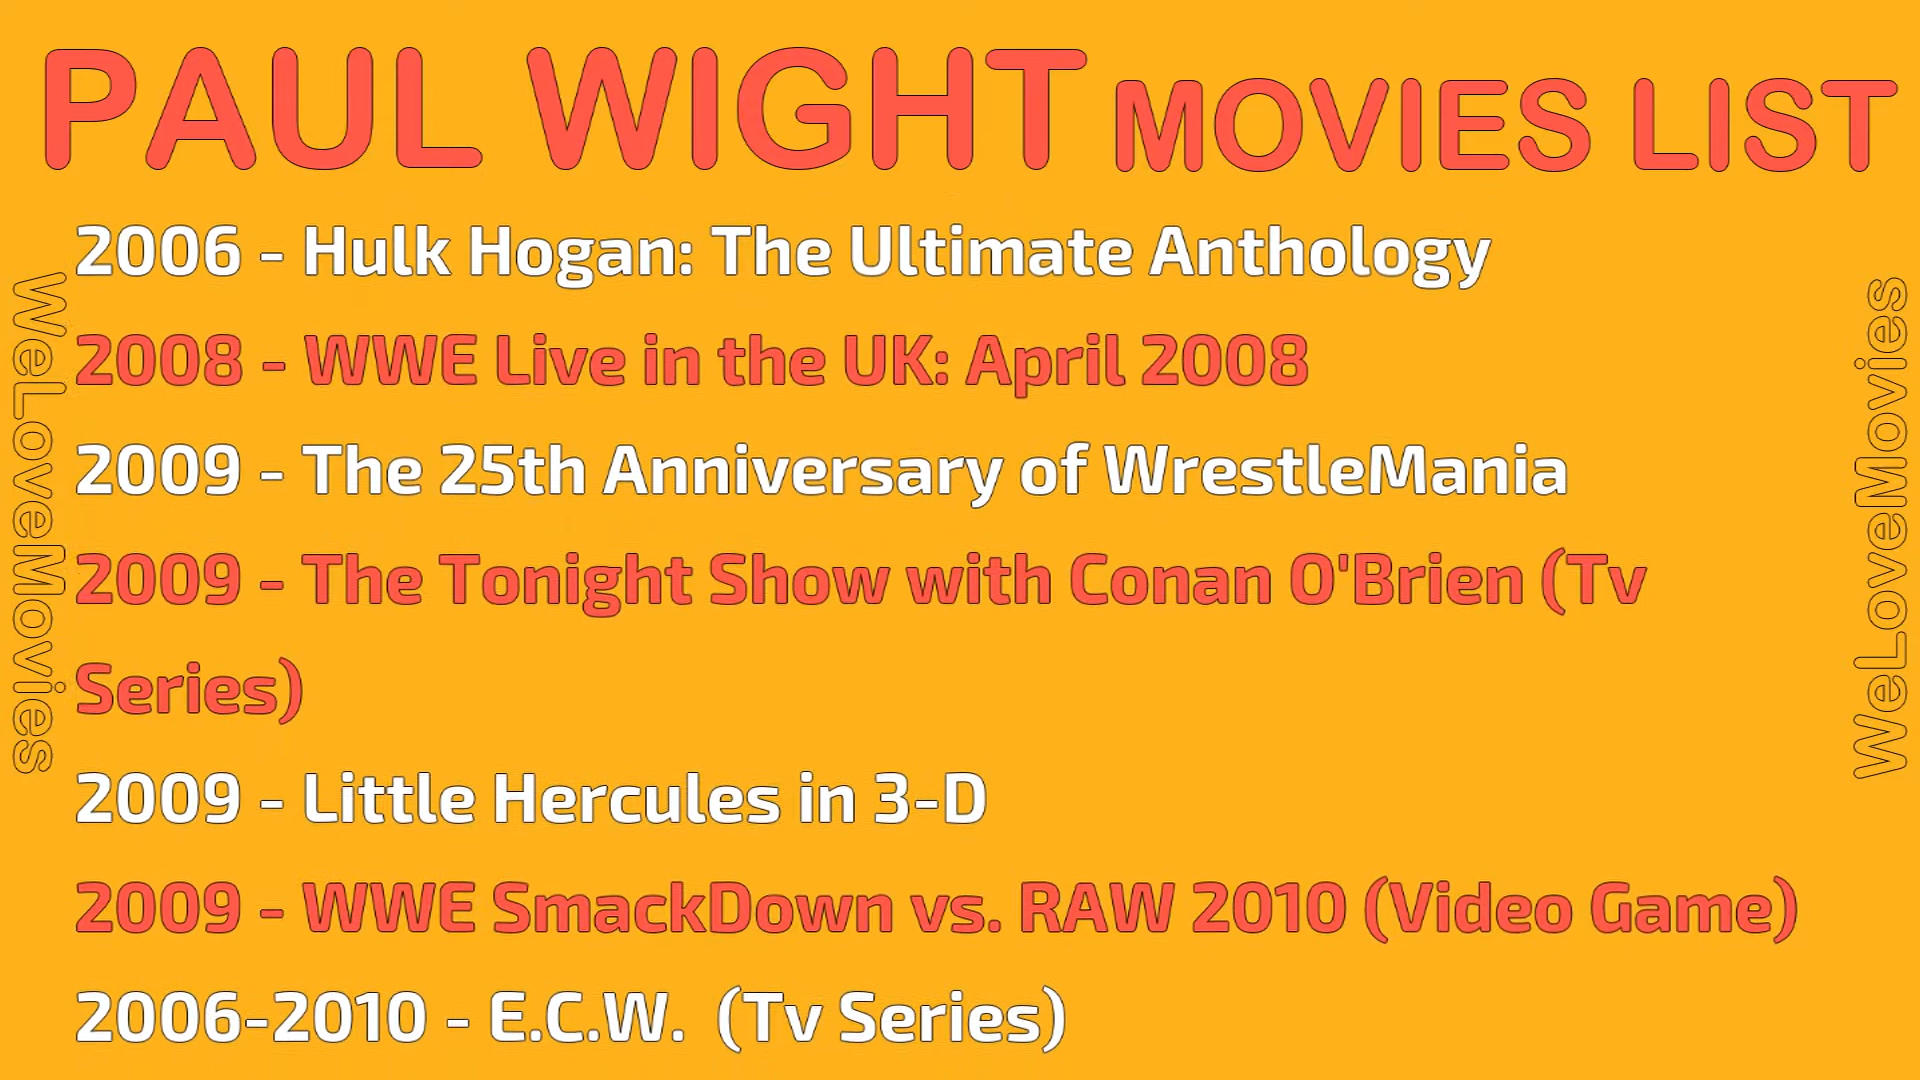 PAUL WIGHT MOVIES LIST
2006 - Hulk Hogan: The Ultimate Anthology
2008 - WWE Live in the UK: April 2008
2009 - The 25th Anniversary of WrestleMania
2009 - The Tonight Show with Conan O'Brien (Tv
Series)
2009 - Little Hercules in 3-D
2009 - WWE SmackDown vs. RAW 2010 (Video Game)
2006-2010 - E.C.W. (Tv Series)
WeLoveMovies
WeLoveMovies